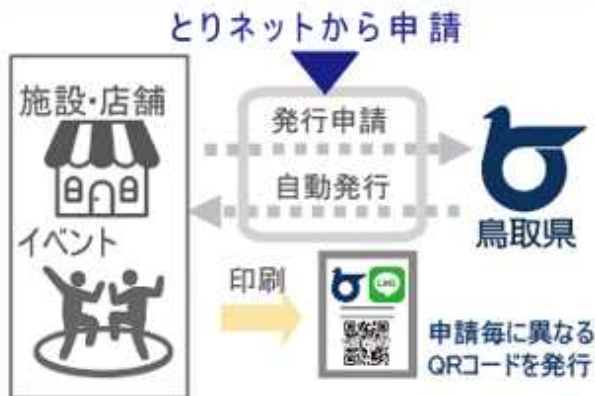 とりネットから申請
施設・店舗
発行申請
自動発行
鳥取県
イベント
印刷
LINE
申請毎に異なる
QRコードを発行